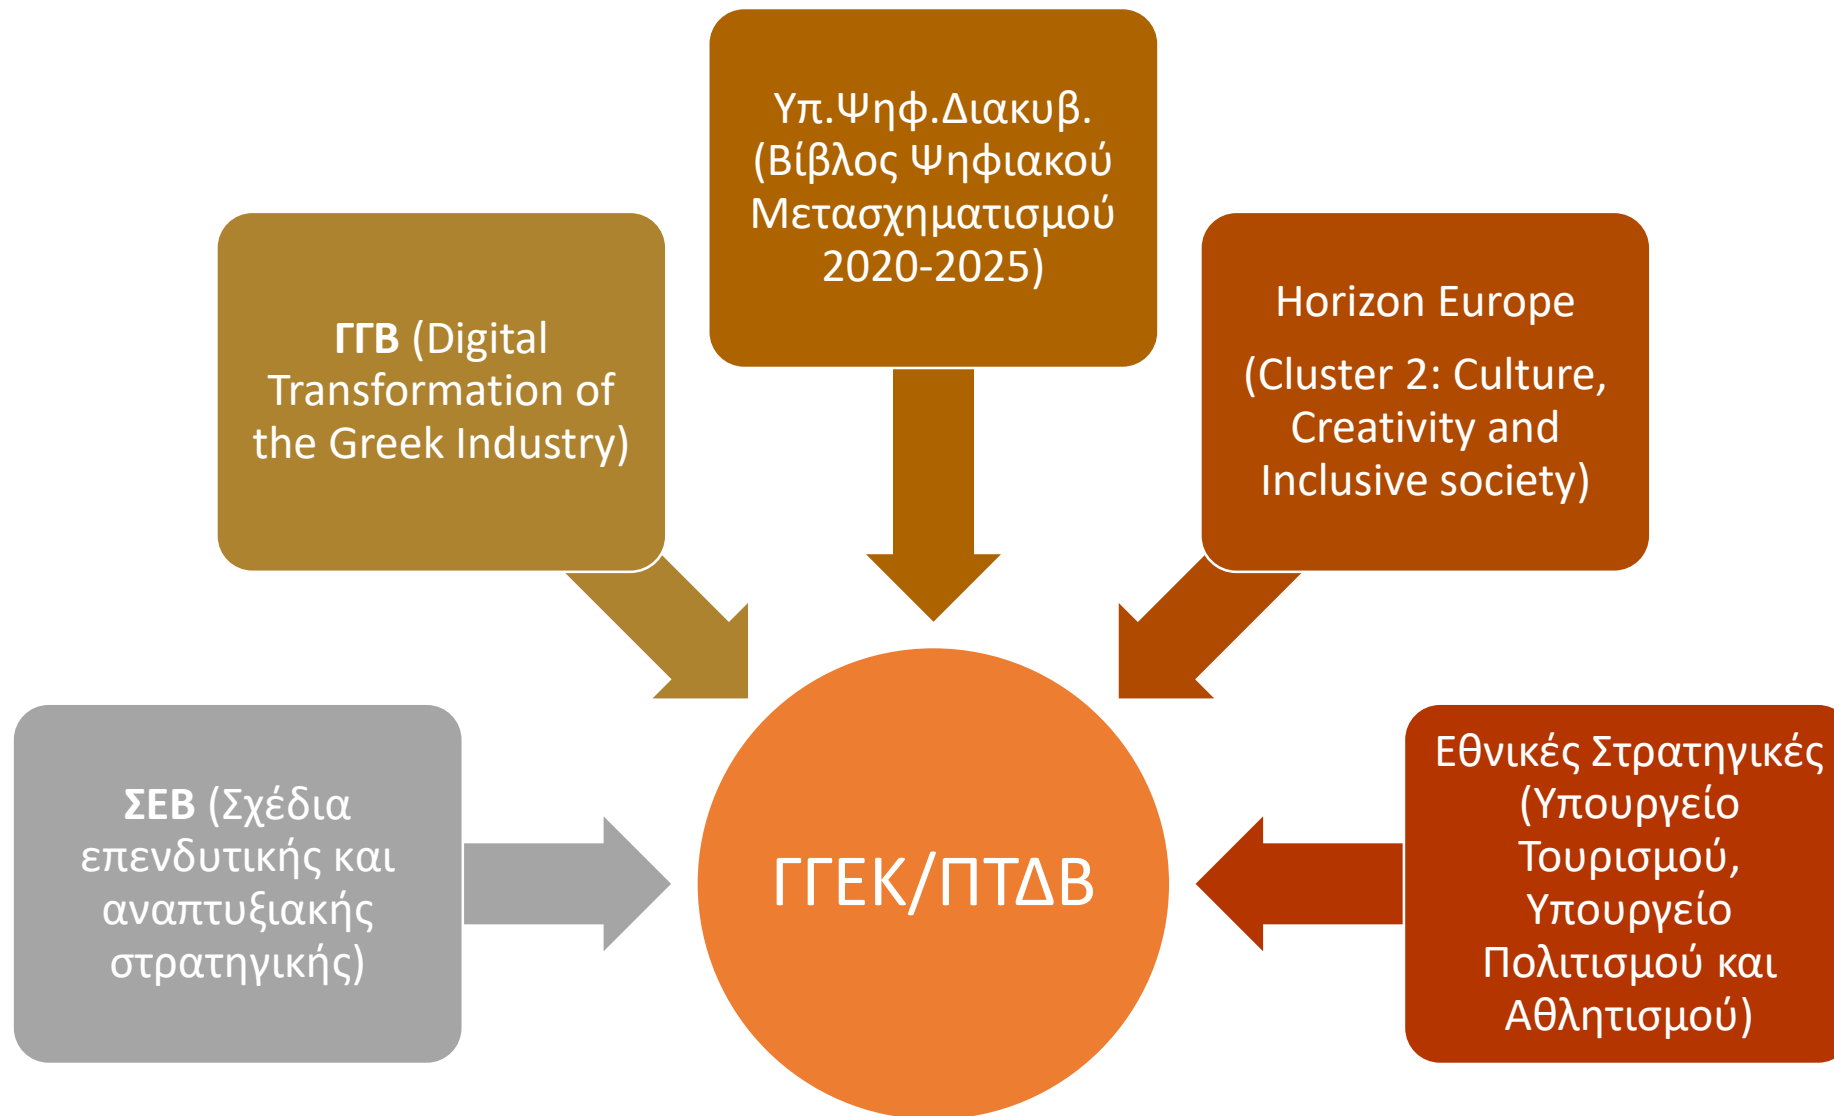 Υπ.Ψηφ.Διακυβ.
(Βίβλος Ψηφιακού
Μετασχηματισμού
2020-2025)
ΓΓΒ (Digital
Transformation of
the Greek Industry)
Horizon Europe
(Cluster 2: Culture,
Creativity and
Inclusive society)
ΣΕΒ (Σχέδια
επενδυτικής και
αναπτυξιακής
στρατηγικής)
ΓΓΕΚ/ΠΤΔΒ
Εθνικές Στρατηγικές
(Υπουργείο
Τουρισμού,
Υπουργείο
Πολιτισμού και
Αθλητισμού)